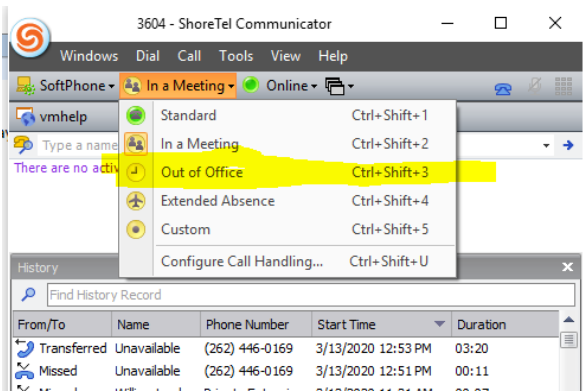 3604 - ShoreTel Communicator
Windows Dial Call Tools View Help
SoftPhone In a Meeting Online
vmhelp
Standard Ctrl+Shift+1
Type a name
In a Meeting Ctrl+Shift+2
There are no activ
Out of Office Ctrl+Shift+3
Extended Absence Ctrl+Shift+4
Custom Ctrl+Shift+5
Configure Call Handling... Ctrl+Shift+U
History
Find History Record
From/To Name Phone Number Start Time Duration
Transferred Unavailable (262) 446-0169 3/13/2020 12:53 PM 03:20
Missed Unavailable (262) 446-0169 3/13/2020 12:51 PM 00:11